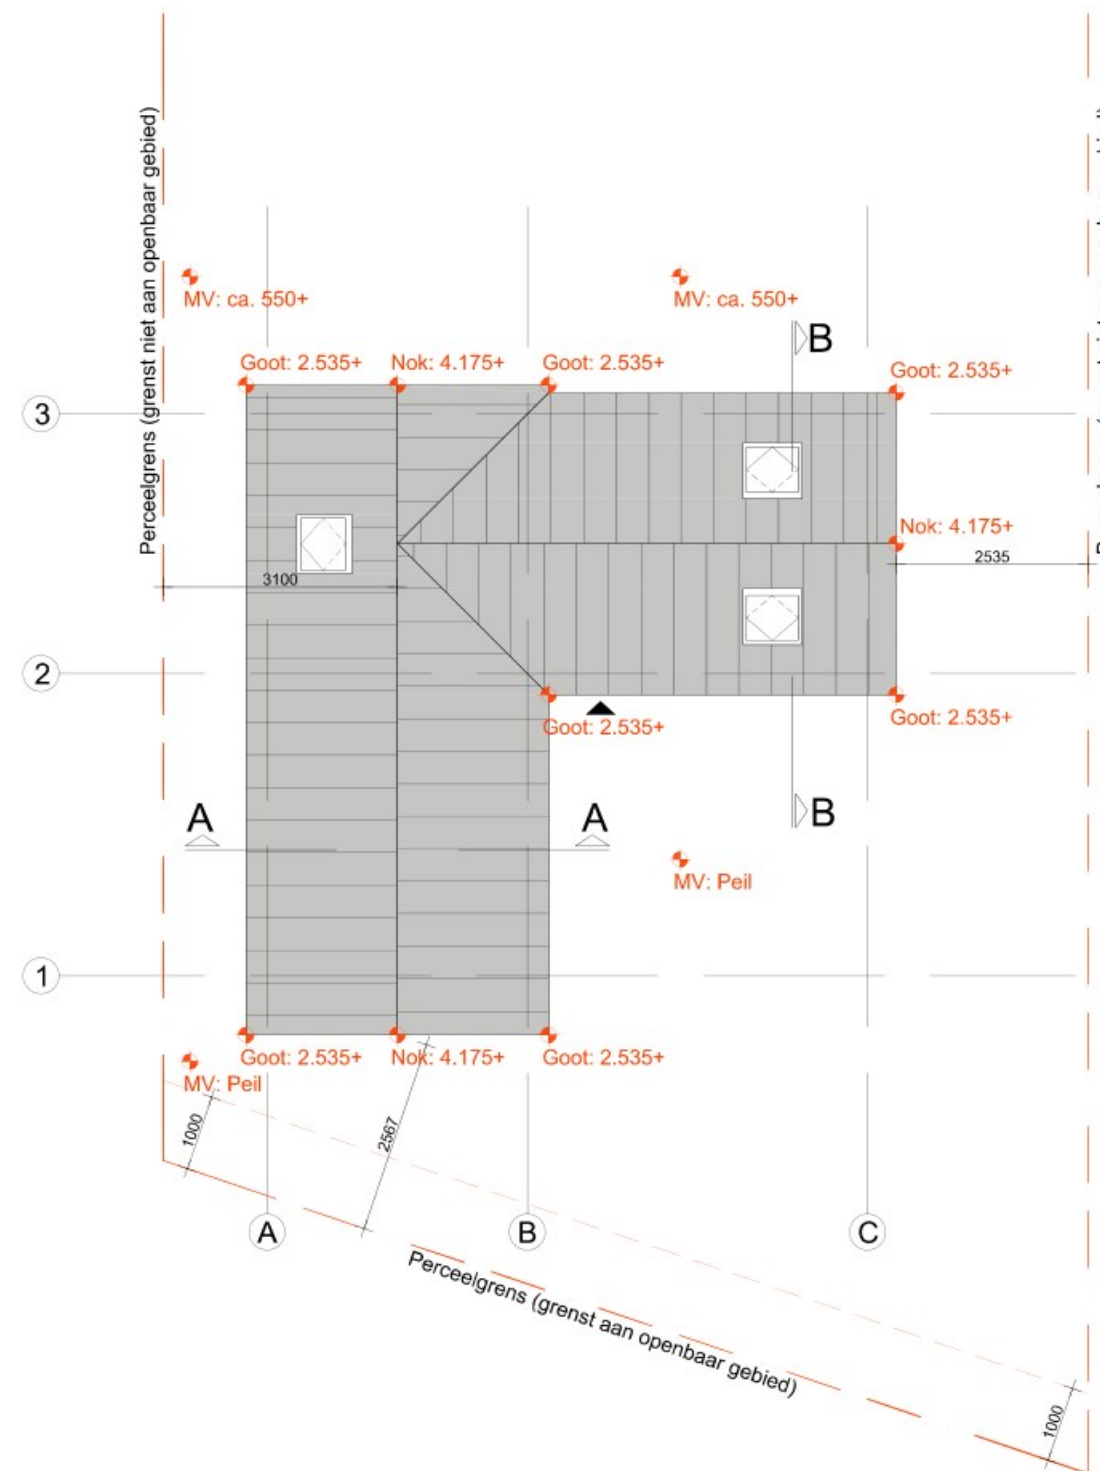 Perceelgrens (grenst niet aan openbaar gebied)
MV: ca. 550+
MV: ca. 550+
B
Goot: 2.535+
Nok: 4.175+
Goot: 2.535+
Goot: 2.535+
3
Nok: 4.175+
2535
3100
2
Goot: 2.535+
Goot: 2.535+
A
A
B
MV: Peil
1
Goot: 2.535+
Nok: 4.175+
Goot: 2.535+
MV: Peil
1000
2567
A
B
C
Perceelgrens (grenst aan openbaar gebied)
1000